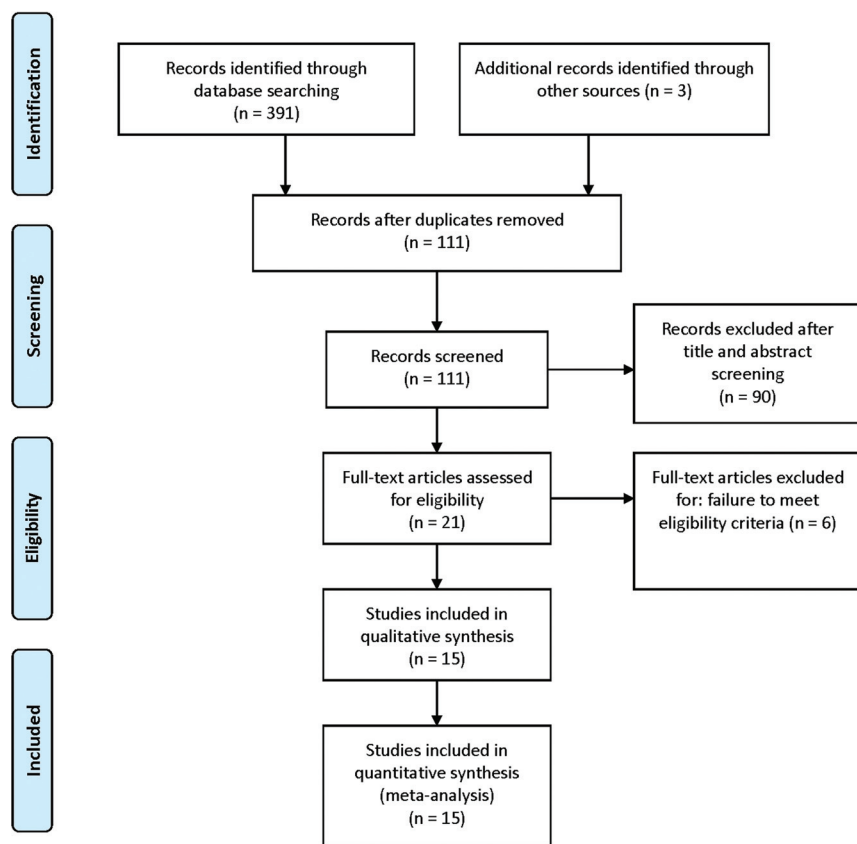 Identification
Records identified through
database searching
(n = 391)
Additional records identified through
other sources (n = 3)
Records after duplicates removed
(n = 111)
Screening
Records screened
(n = 111)
Records excluded after
title and abstract
screening
(n = 90)
Eligibility
Full-text articles assessed
for eligibility
(n = 21)
Full-text articles excluded
for: failure to meet
eligibility criteria (n = 6)
Studies included in
qualitative synthesis
(n = 15)
Included
Studies included in
quantitative synthesis
(meta-analysis)
(n = 15)